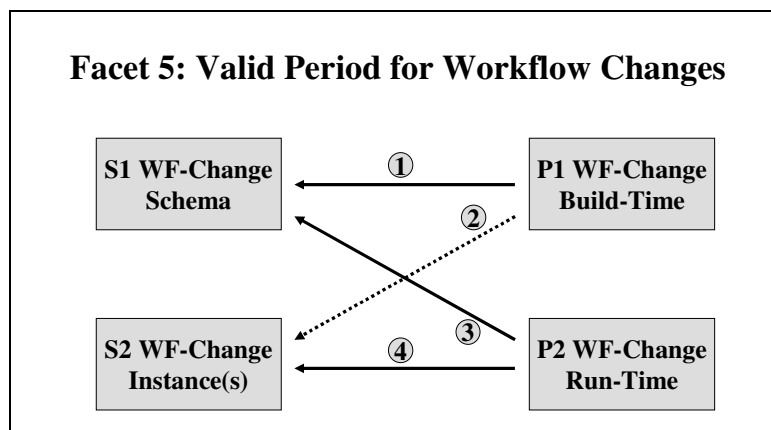 Facet 5: Valid Period for Workflow Changes
S1 WF-Change
Schema
1
P1 WF-Change
Build-Time
2
S2 WF-Change
Instance(s)
3
4
P2 WF-Change
Run-Time